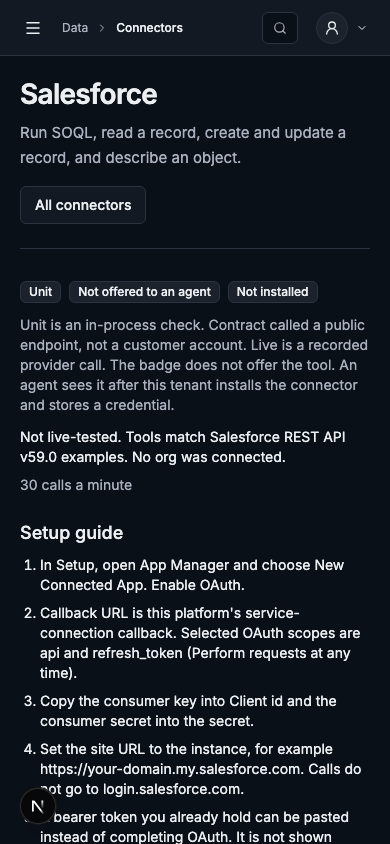 Data > Connectors
Salesforce
Run SOQL, read a record, create and update a
record, and describe an object.
All connectors
Unit Not offered to an agent Not installed
Unit is an in-process check. Contract called a public
endpoint, not a customer account. Live is a recorded
provider call. The badge does not offer the tool. An
agent sees it after this tenant installs the connector
and stores a credential.
Not live-tested. Tools match Salesforce REST API
v59.0 examples. No org was connected.
30 calls a minute
Setup guide
1. In Setup, open App Manager and choose New
Connected App. Enable OAuth.
2. Callback URL is this platform's service-
connection callback. Selected OAuth scopes are
api and refresh_token (Perform requests at any
time).
3. Copy the consumer key into Client id and the
consumer secret into the secret.
4. Set the site URL to the instance, for example
https://your-domain.my.salesforce.com. Calls do
not go to login.salesforce.com.
bearer token you already hold can be pasted
instead of completing OAuth. It is not shown
N